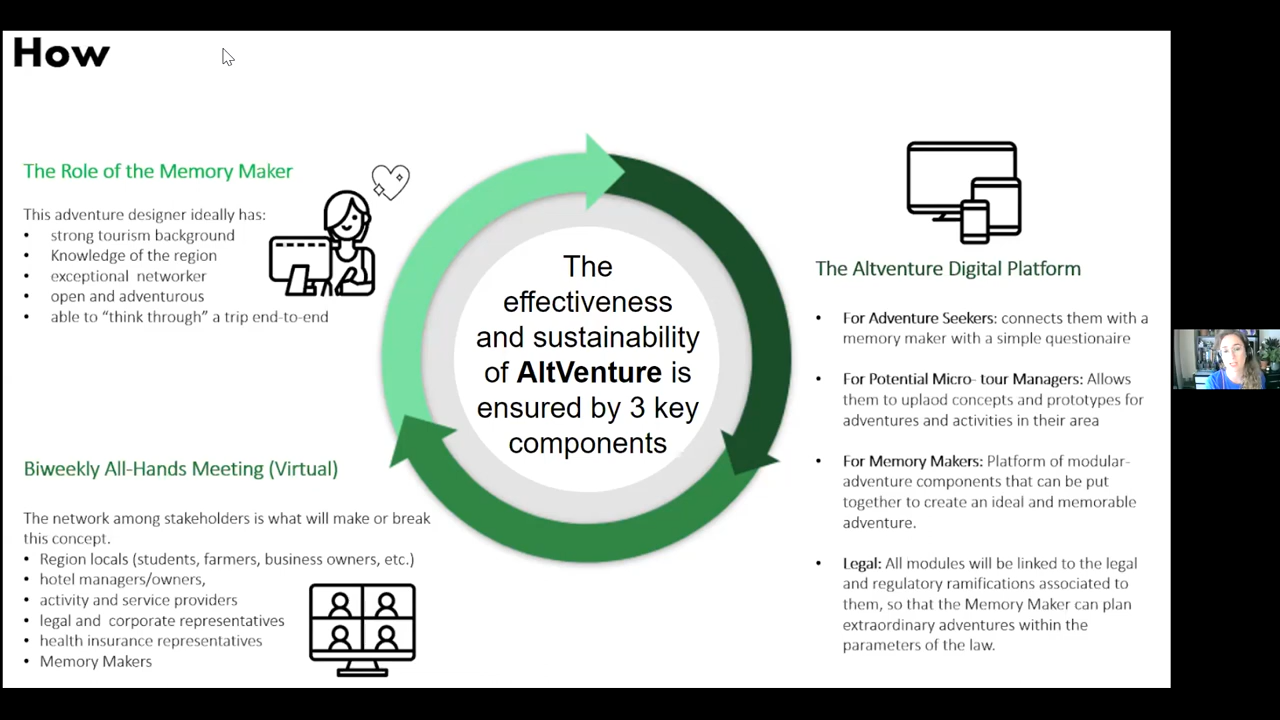 How
The Role of the Memory Maker
This adventure designer ideally has:
• strong tourism background
• Knowledge of the region
• exceptional networker
• open and adventurous
• able to “think through” a trip end-to-end
Biweekly All-Hands Meeting (Virtual)
The network among stakeholders is what will make or break
this concept.
• Region locals (students, farmers, business owners, etc.)
• hotel managers/owners,
• activity and service providers
• legal and corporate representatives
• health insurance representatives
• Memory Makers
The
effectiveness
and sustainability
of AltVenture is
ensured by 3 key
components
The Altventure Digital Platform
• For Adventure Seekers: connects them with a
memory maker with a simple questionaire
• For Potential Micro- tour Managers: Allows
them to uplaod concepts and prototypes for
adventures and activities in their area
• For Memory Makers: Platform of modular-
adventure components that can be put
together to create an ideal and memorable
adventure.
• Legal: All modules will be linked to the legal
and regulatory ramifications associated to
them, so that the Memory Maker can plan
extraordinary adventures within the
parameters of the law.